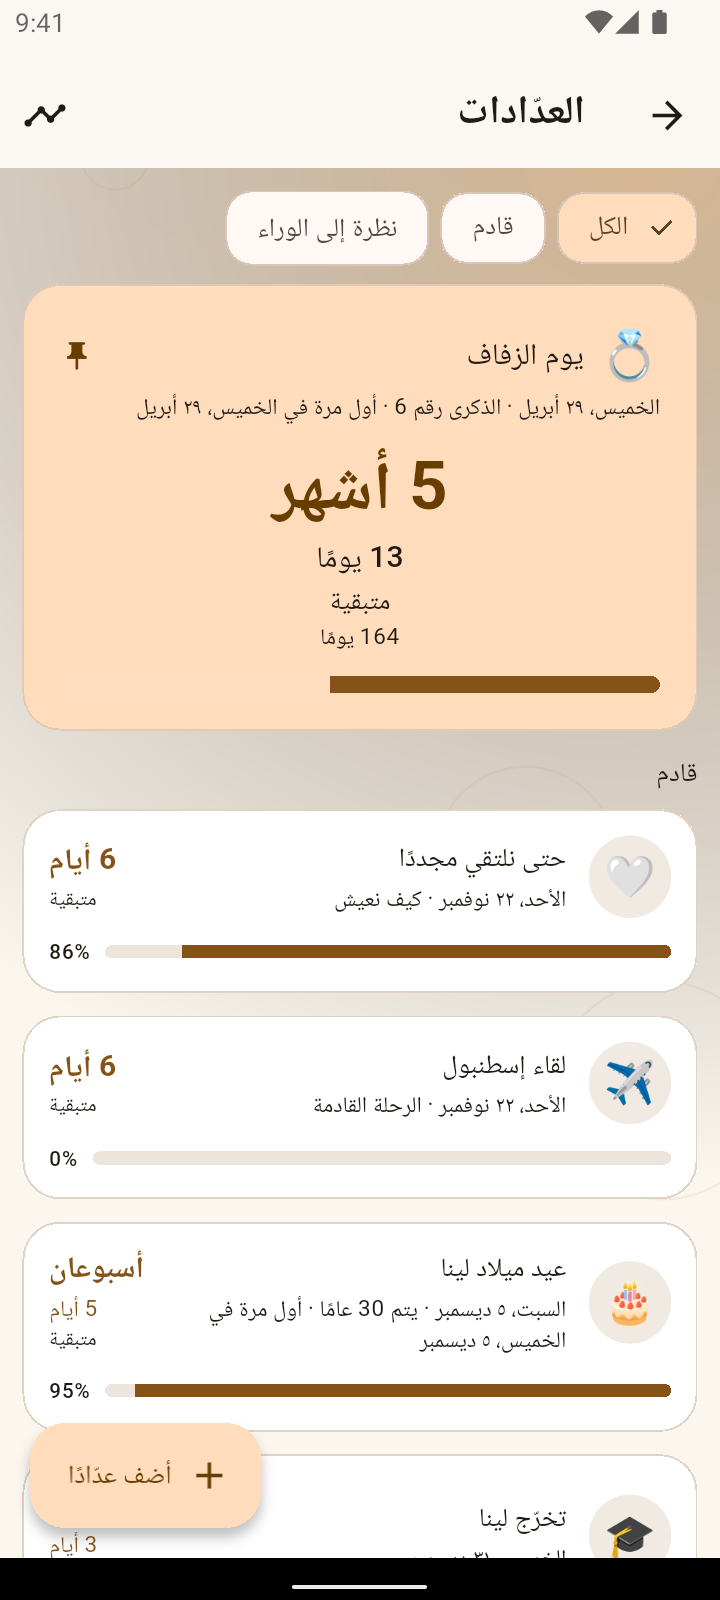 9:41
العدّادات
الكل
قادم
نظرة إلى الوراء
يوم الزفاف
الخميس، ٢٩ أبريل · الذكرى رقم 6 · أول مرة في الخميس، ٢٩ أبريل
5 أشهر
13 يومًا
متبقية
164 يومًا
قادم
حتى نلتقي مجددًا
6 أيام
الأحد، ٢٢ نوفمبر · كيف نعيش
متبقية
86%
لقاء إسطنبول
6 أيام
الأحد، ٢٢ نوفمبر · الرحلة القادمة
متبقية
0%
عيد ميلاد لينا
أسبوعان
السبت، ٥ ديسمبر · يتم 30 عامًا · أول مرة في
5 أيام
الخميس، ٥ ديسمبر
متبقية
95%
أضف عدّادًا
تخرّج لينا
3 أيام